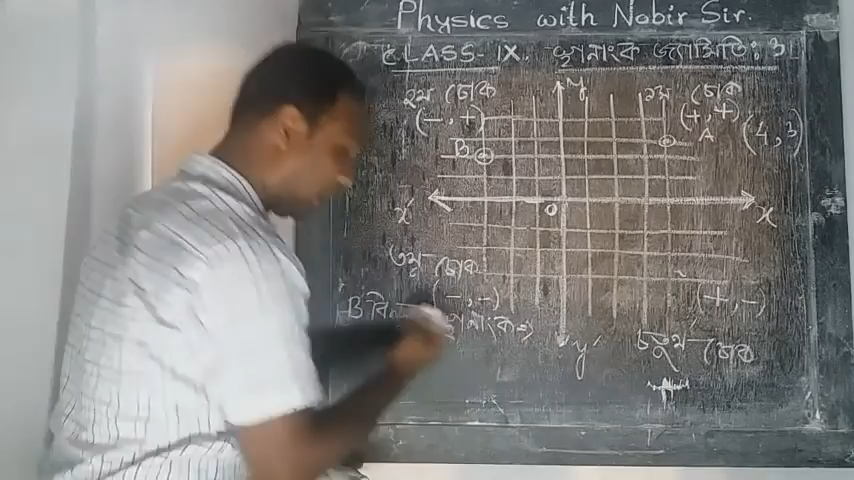 Physics with Nobir Sir.
CLASS-IX. স্থানাংক জ্যামিতি: 3
২য় চোক y ১ম চোক
(-, +) (+, +)
B A (4, 3)
x' o x
৩য় চোক
(-, -) (+, -)
B বি
y' চতুৰ্থ চোক